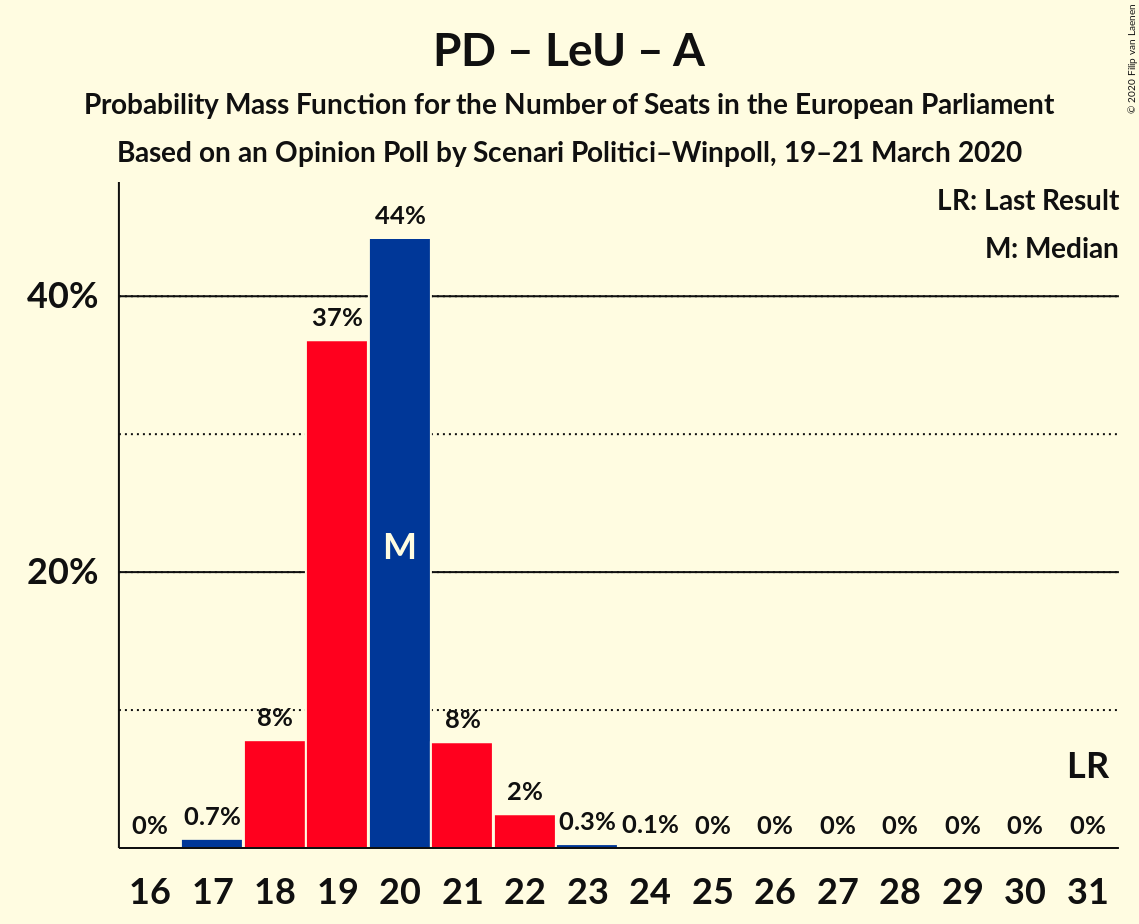 PD – LeU – A
Probability Mass Function for the Number of Seats in the European Parliament
Based on an Opinion Poll by Scenari Politici–Winpoll, 19–21 March 2020
© 2020 Filip van Laenen
LR: Last Result
M: Median
40%
20%
0%
0.7%
8%
37%
44%
8%
2%
0.3%
0.1%
0%
0%
0%
0%
0%
0%
0%
M
LR
16 17 18 19 20 21 22 23 24 25 26 27 28 29 30 31